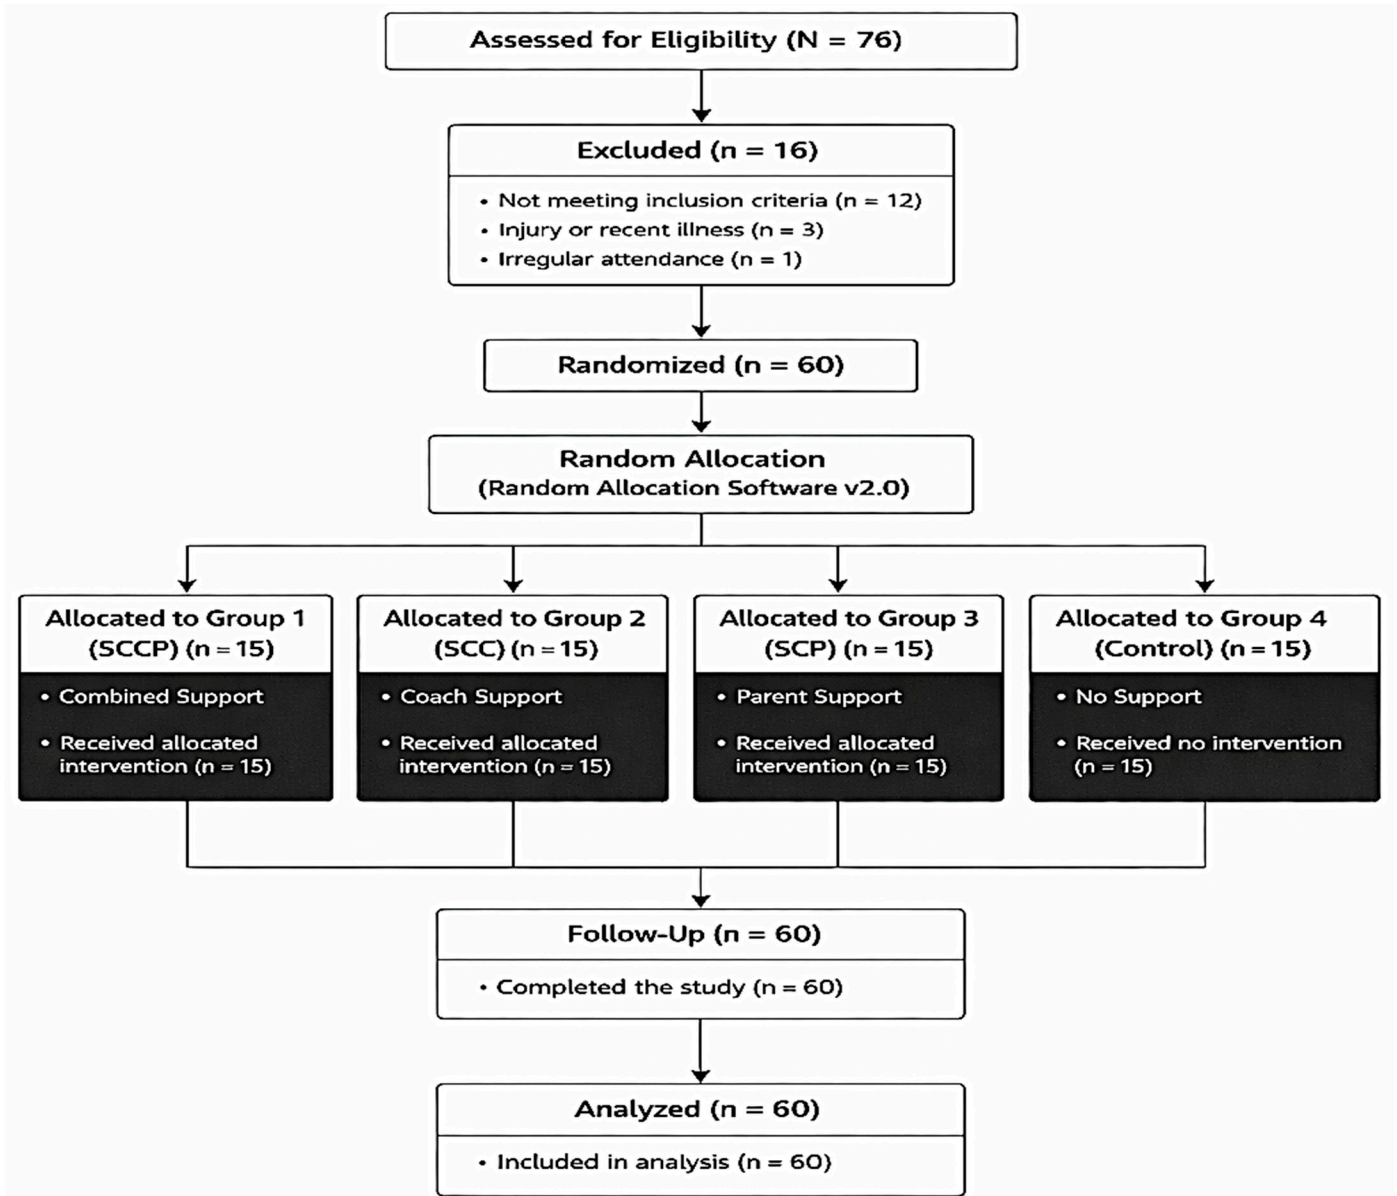 Assessed for Eligibility (N = 76)
Excluded (n = 16)
• Not meeting inclusion criteria (n = 12)
• Injury or recent illness (n = 3)
• Irregular attendance (n = 1)
Randomized (n = 60)
Random Allocation
(Random Allocation Software v2.0)
Allocated to Group 1
(SCCP) (n = 15)
• Combined Support
• Received allocated
intervention (n = 15)
Allocated to Group 2
(SCC) (n = 15)
• Coach Support
• Received allocated
intervention (n = 15)
Allocated to Group 3
(SCP) (n = 15)
• Parent Support
• Received allocated
intervention (n = 15)
Allocated to Group 4
(Control) (n = 15)
• No Support
• Received no intervention
(n = 15)
Follow-Up (n = 60)
• Completed the study (n = 60)
Analyzed (n = 60)
• Included in analysis (n = 60)